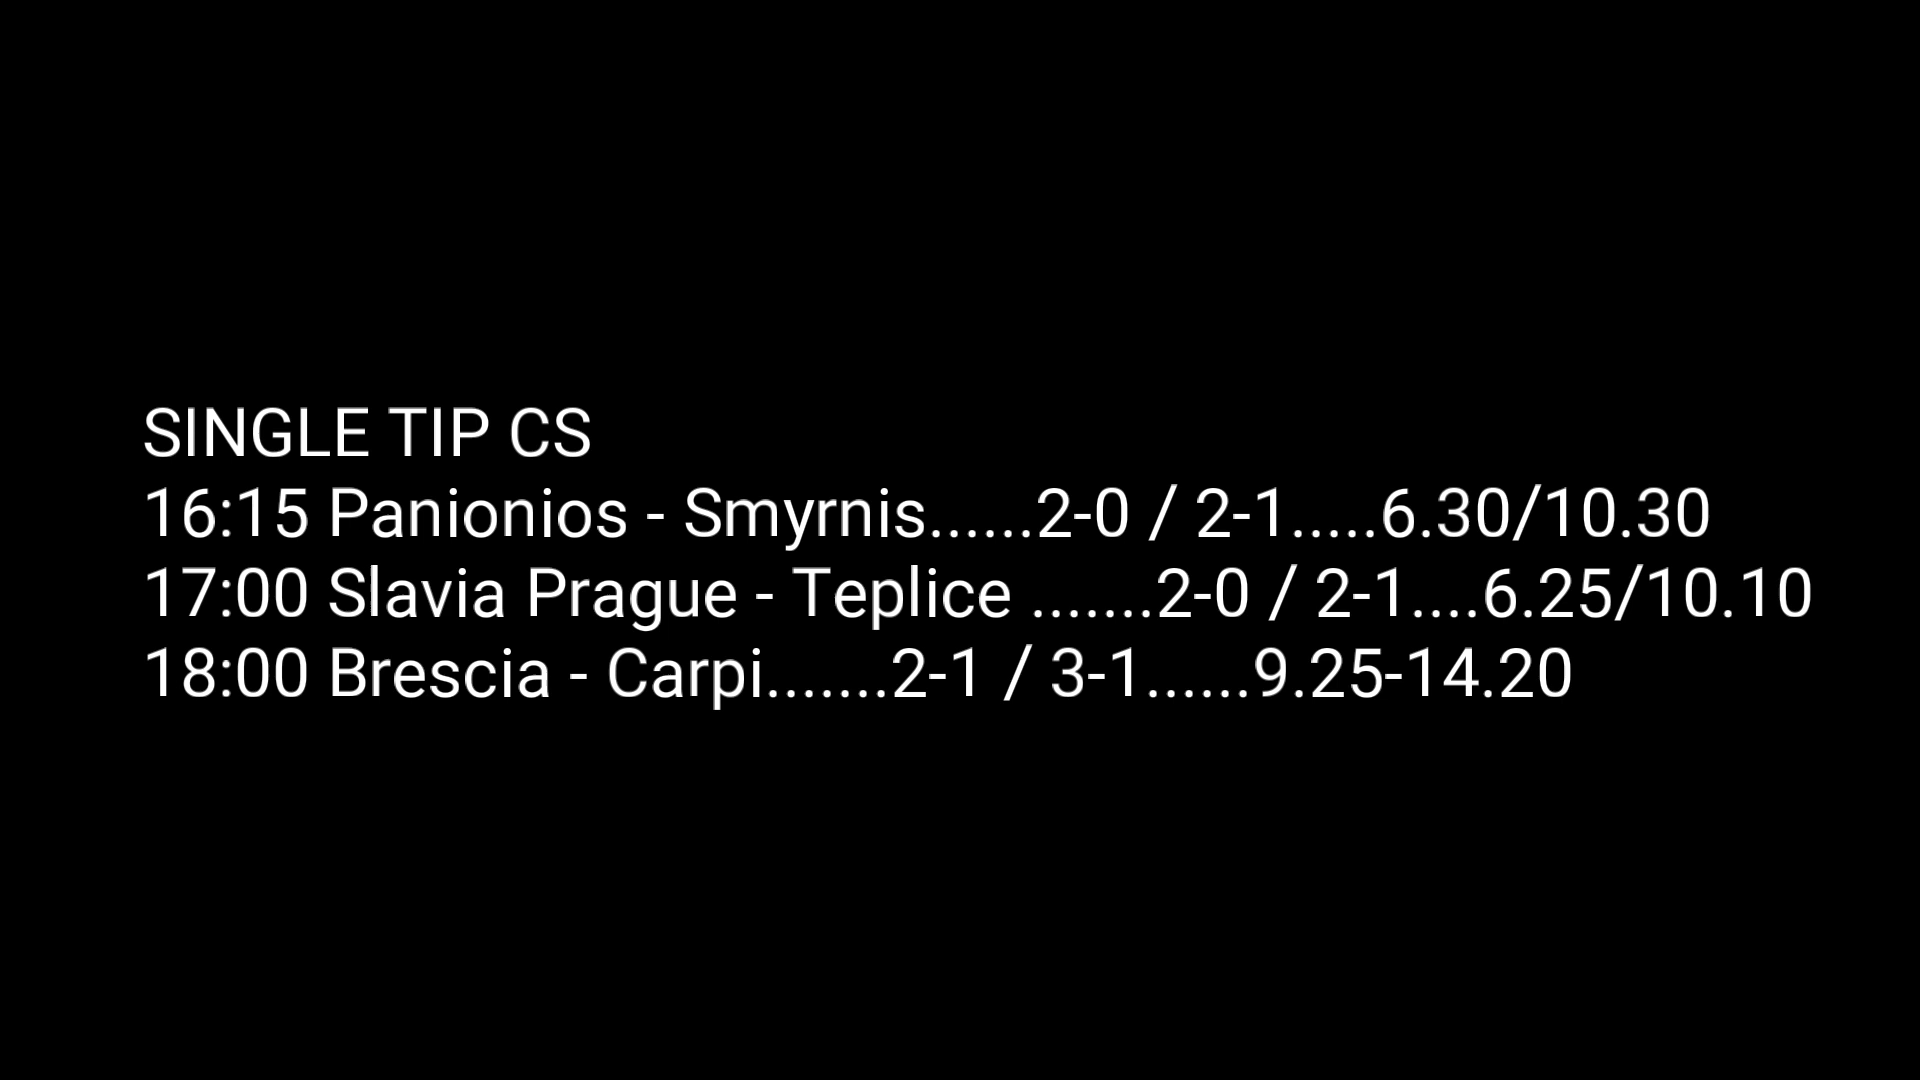 SINGLE TIP CS
16:15 Panionios - Smyrnis......2-0 / 2-1.....6.30/10.30
17:00 Slavia Prague - Teplice .......2-0 / 2-1....6.25/10.10
18:00 Brescia - Carpi.......2-1 / 3-1......9.25-14.20